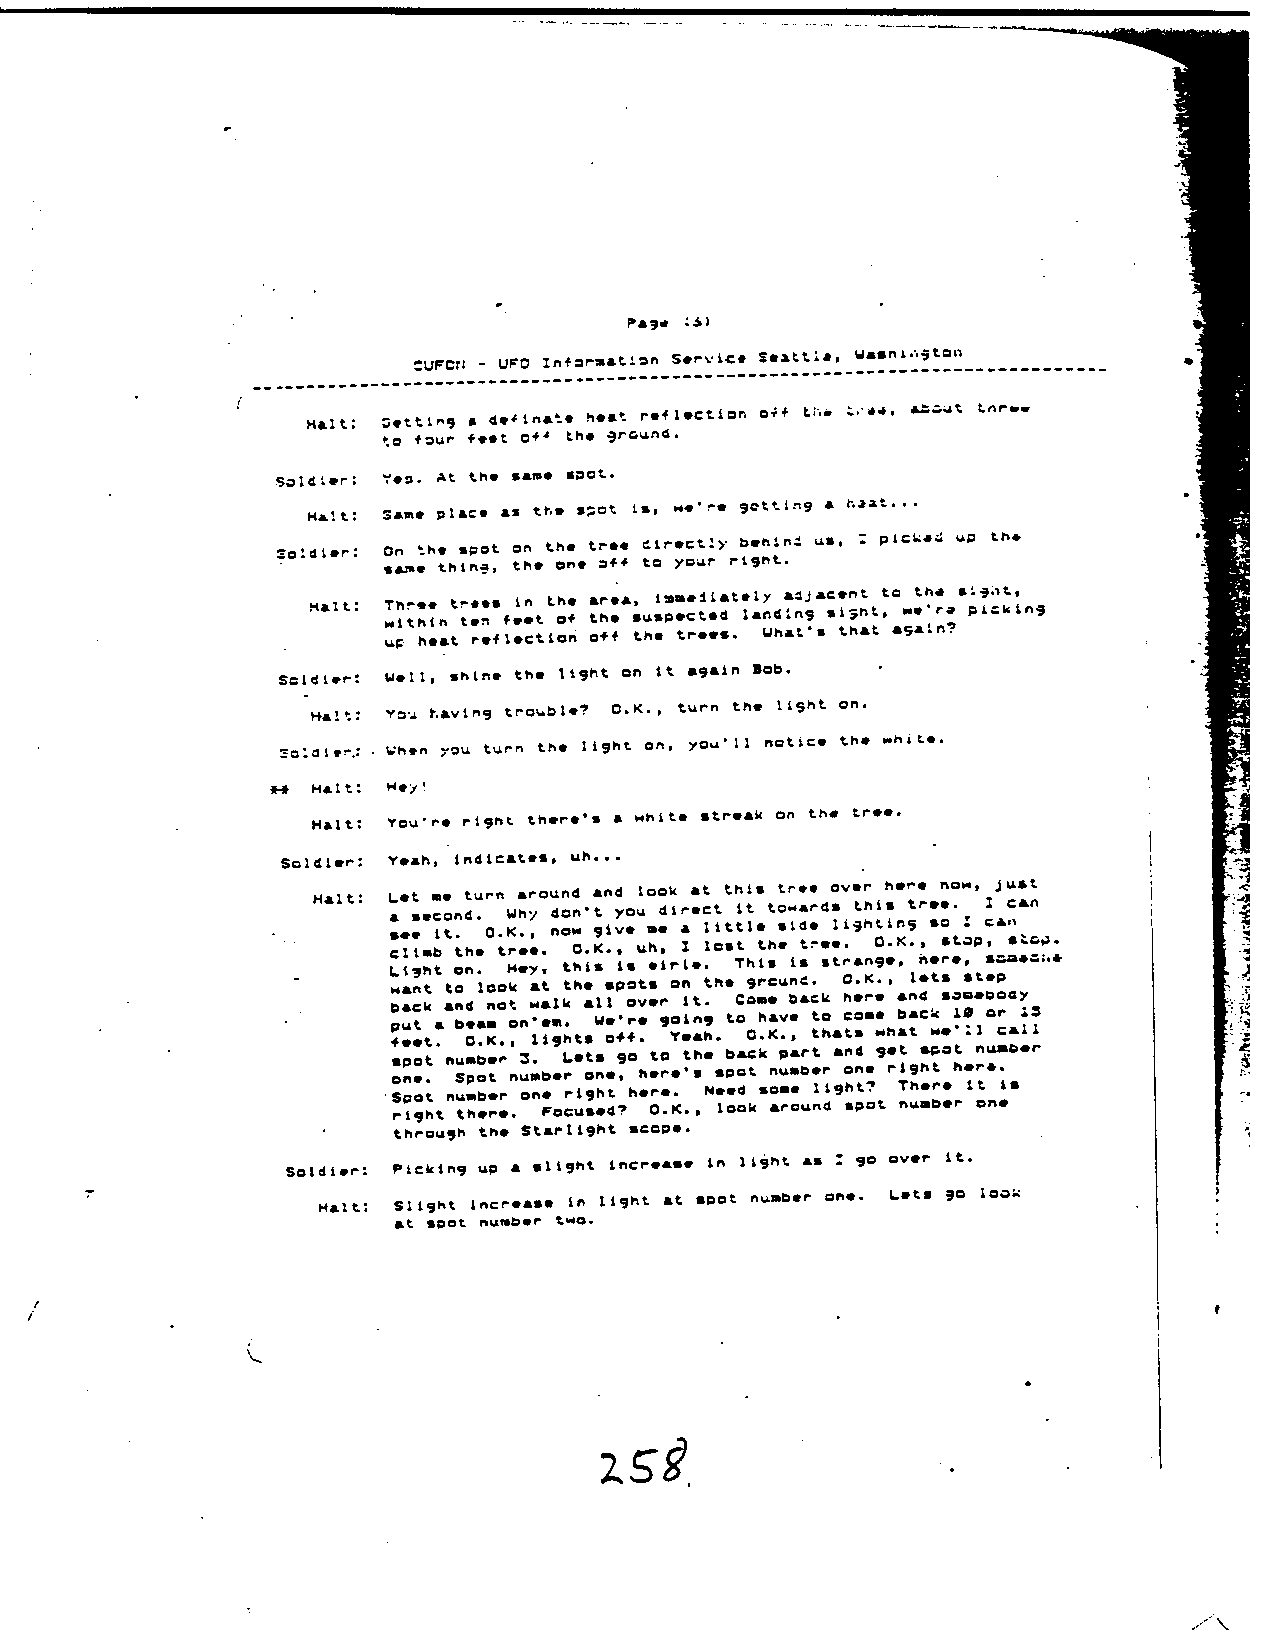 Page
CUFON - UFO Information Service Seattle, Washington
Halt: Getting a definate heat reflection off the tree, about three
to four feet off the ground.
Soldier: Yes. At the same spot.
Halt: Same place as the spot is, we're getting a heat...
Soldier: On the spot on the tree directly behind us, I picked up the
same thing, the one off to your right.
Halt: Three trees in the area, immediately adjacent to the sight,
within ten feet of the suspected landing sight, we're picking
up heat reflection off the trees. What's that again?
Soldier: Well, shine the light on it again Bob.
Halt: You having trouble? O.K., turn the light on.
Soldier: When you turn the light on, you'll notice the white.
** Halt: Hey!
Halt: You're right there's a white streak on the tree.
Soldier: Yeah, indicates, uh...
Halt: Let me turn around and look at this tree over here now, just
a second. Why don't you direct it towards this tree. I can
see it. O.K., now give me a little side lighting so I can
climb the tree. O.K., uh, I lost the tree. O.K., stop, stop.
Light on. Hey, this is eirie. This is strange, here, someone
want to look at the spots on the ground. O.K., lets step
back and not walk all over it. Come back here and somebody
put a beam on'em. We're going to have to come back 10 or 15
feet. O.K., lights off. Yeah. O.K., thats what we'll call
spot number 3. Lets go to the back part and get spot number
one. Spot number one, here's spot number one right here.
Spot number one right here. Need some light? There it is
right there. Focused? O.K., look around spot number one
through the Starlight scope.
Soldier: Picking up a slight increase in light as I go over it.
Halt: Slight increase in light at spot number one. Lets go look
at spot number two.
258